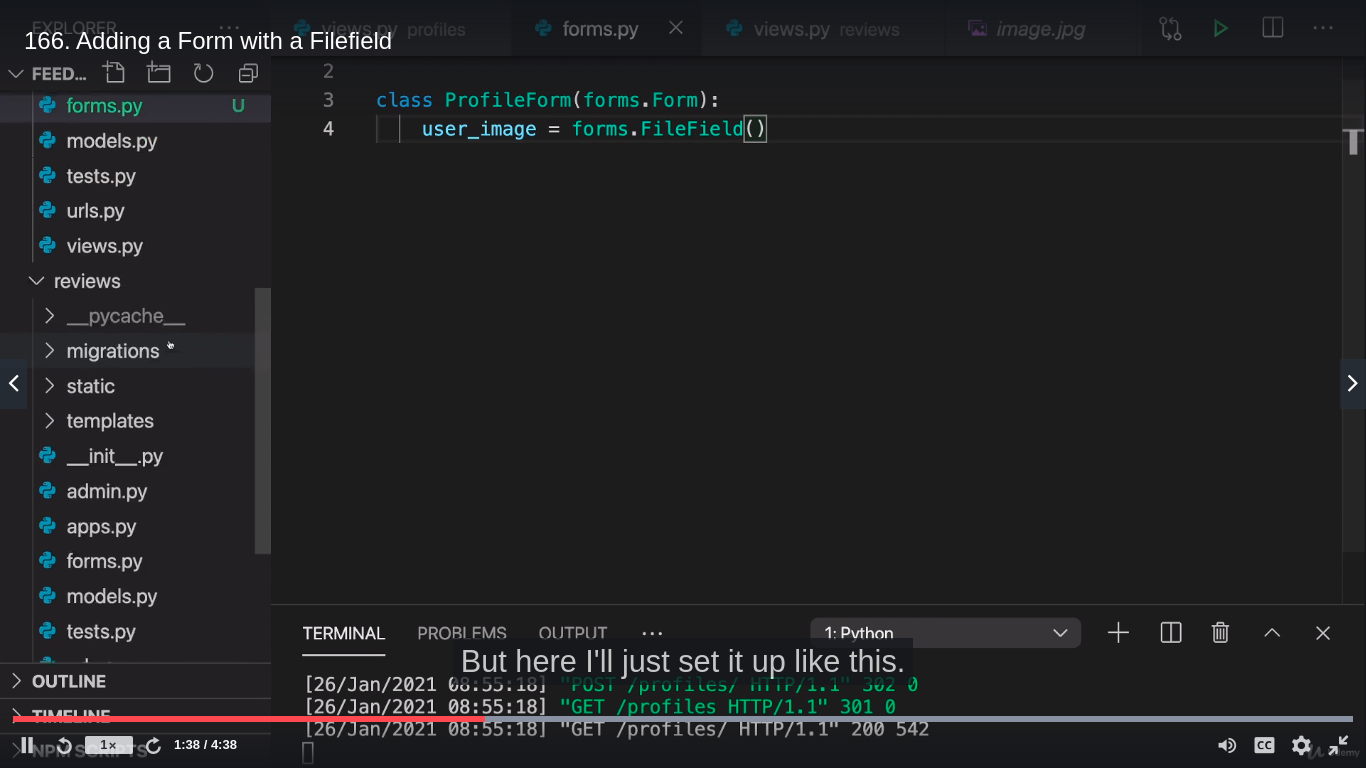 EXPLORER ...
166. Adding a Form with a Filefield
views.py profiles
forms.py
views.py reviews
image.jpg
...
FEED...
forms.py U
models.py
tests.py
urls.py
views.py
reviews
__pycache__
migrations
static
templates
__init__.py
admin.py
apps.py
forms.py
models.py
tests.py
OUTLINE
TIMELINE
NPM SCRIPTS
2
3 class ProfileForm(forms.Form):
4 user_image = forms.FileField()
TERMINAL PROBLEMS OUTPUT ... 1: Python
But here I'll just set it up like this.
[26/Jan/2021 08:55:18] "POST /profiles/ HTTP/1.1" 302 0
[26/Jan/2021 08:55:18] "GET /profiles HTTP/1.1" 301 0
[26/Jan/2021 08:55:18] "GET /profiles/ HTTP/1.1" 200 542
1x 1:38 / 4:38 CC